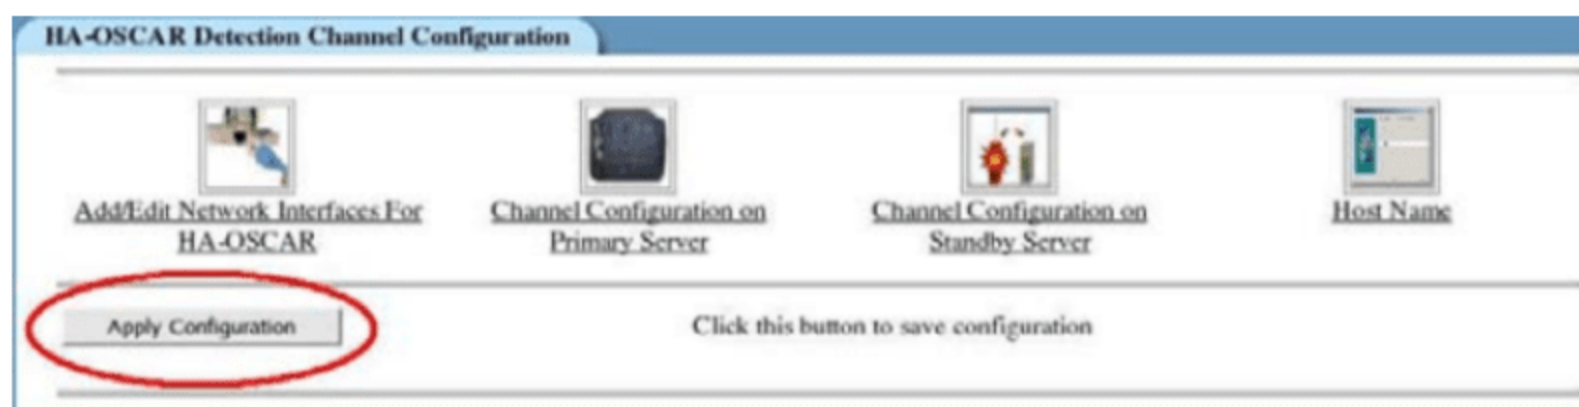 HA-OSCAR Detection Channel Configuration
Add/Edit Network Interfaces For
HA-OSCAR
Channel Configuration on
Primary Server
Channel Configuration on
Standby Server
Host Name
Apply Configuration
Click this button to save configuration